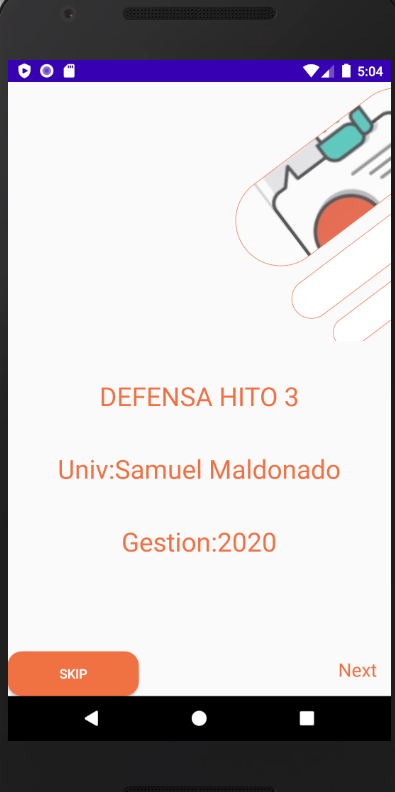 5:04
DEFENSA HITO 3
Univ:Samuel Maldonado
Gestion:2020
SKIP
Next